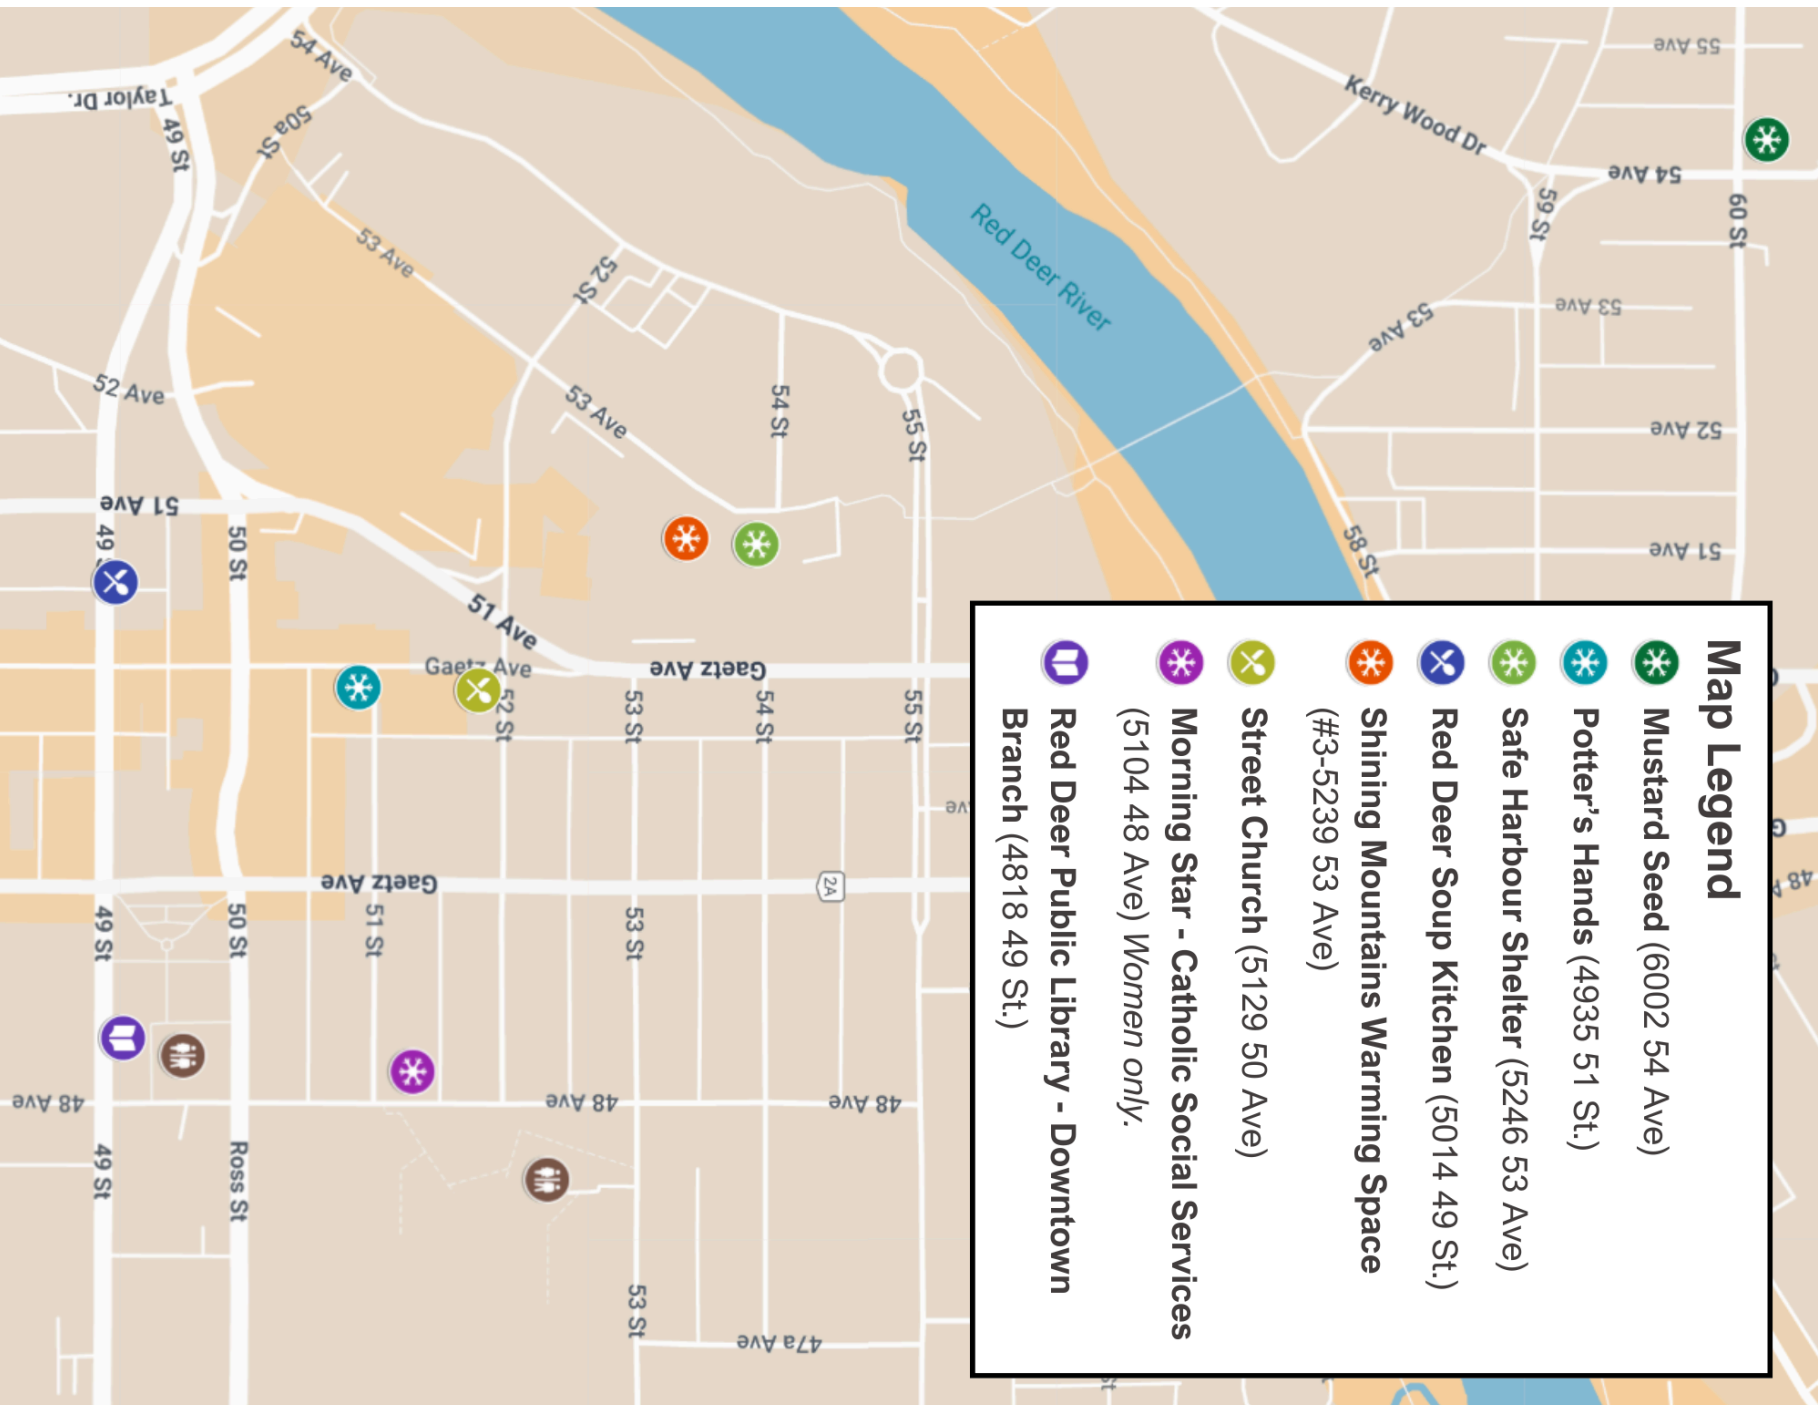 Map Legend
Mustard Seed (6002 54 Ave)
Potter's Hands (4935 51 St.)
Safe Harbour Shelter (5246 53 Ave)
Red Deer Soup Kitchen (5014 49 St.)
Shining Mountains Warming Space
(#3-5239 53 Ave)
Street Church (5129 50 Ave)
Morning Star - Catholic Social Services
(5104 48 Ave) Women only.
Red Deer Public Library - Downtown
Branch (4818 49 St.)
54 Ave
Taylor Dr.
49 St
50a St
53 Ave
52 St
52 Ave
53 Ave
54 St
55 St
Red Deer River
Kerry Wood Dr
55 Ave
54 Ave
59 St
60 St
53 Ave
53 Ave
52 Ave
51 Ave
58 St
51 Ave
49
50 St
51 Ave
Gaetz Ave
Gaetz Ave
52 St
53 St
54 St
55 St
Gaetz Ave
2A
49 St
50 St
51 St
53 St
48 Ave
48 Ave
48 Ave
49 St
Ross St
53 St
47a Ave
48